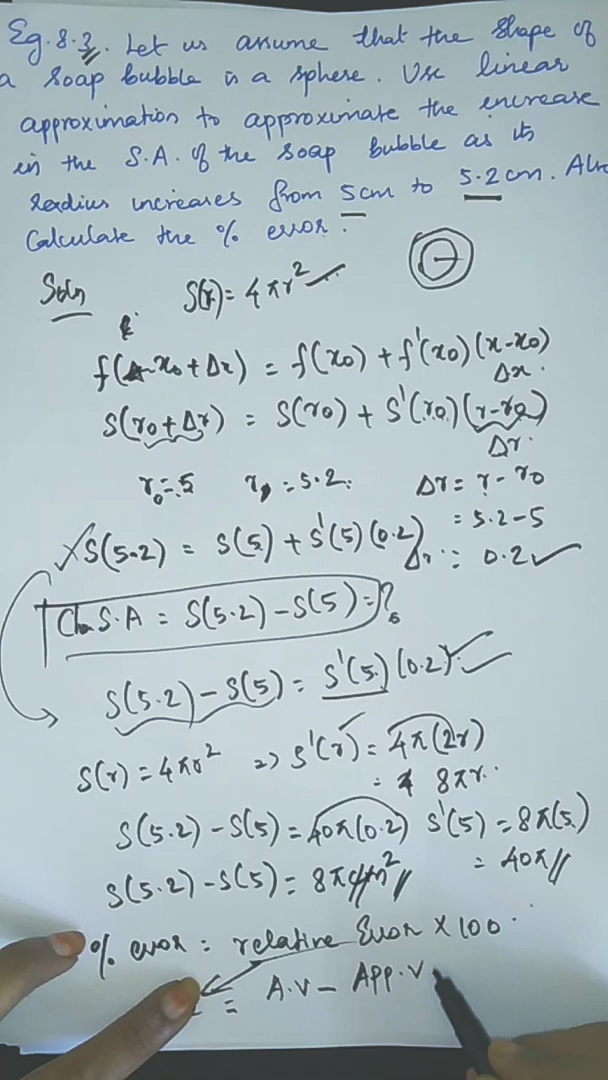 Eg. 8.3. Let us assume that the shape of
a soap bubble is a sphere. Use linear
approximation to approximate the increase
in the S.A. of the soap bubble as its
radius increases from 5cm to 5.2cm. Also
Calculate the % error.
Soln S(r) = 4πr²
f(x₀+Δx) = f(x₀) + f'(x₀)(x-x₀)
Δx.
S(r₀+Δr) = S(r₀) + S'(r₀)(r-r₀)
Δr.
r₀=5 r, =5.2. Δr = r - r₀
= 5.2-5
S(5.2) = S(5) + S'(5)(0.2) Δr = 0.2
S.A = S(5.2) - S(5) = ?
S(5.2) - S(5) = S'(5)(0.2)
S(r) = 4πr² => S'(r) = 4π(2r)
= 8πr.
S(5.2) - S(5) = 40π(0.2) S'(5) = 8π(5)
S(5.2) - S(5) = 8π cm² = 40π
% error = relative Error × 100
= A.V - App.V